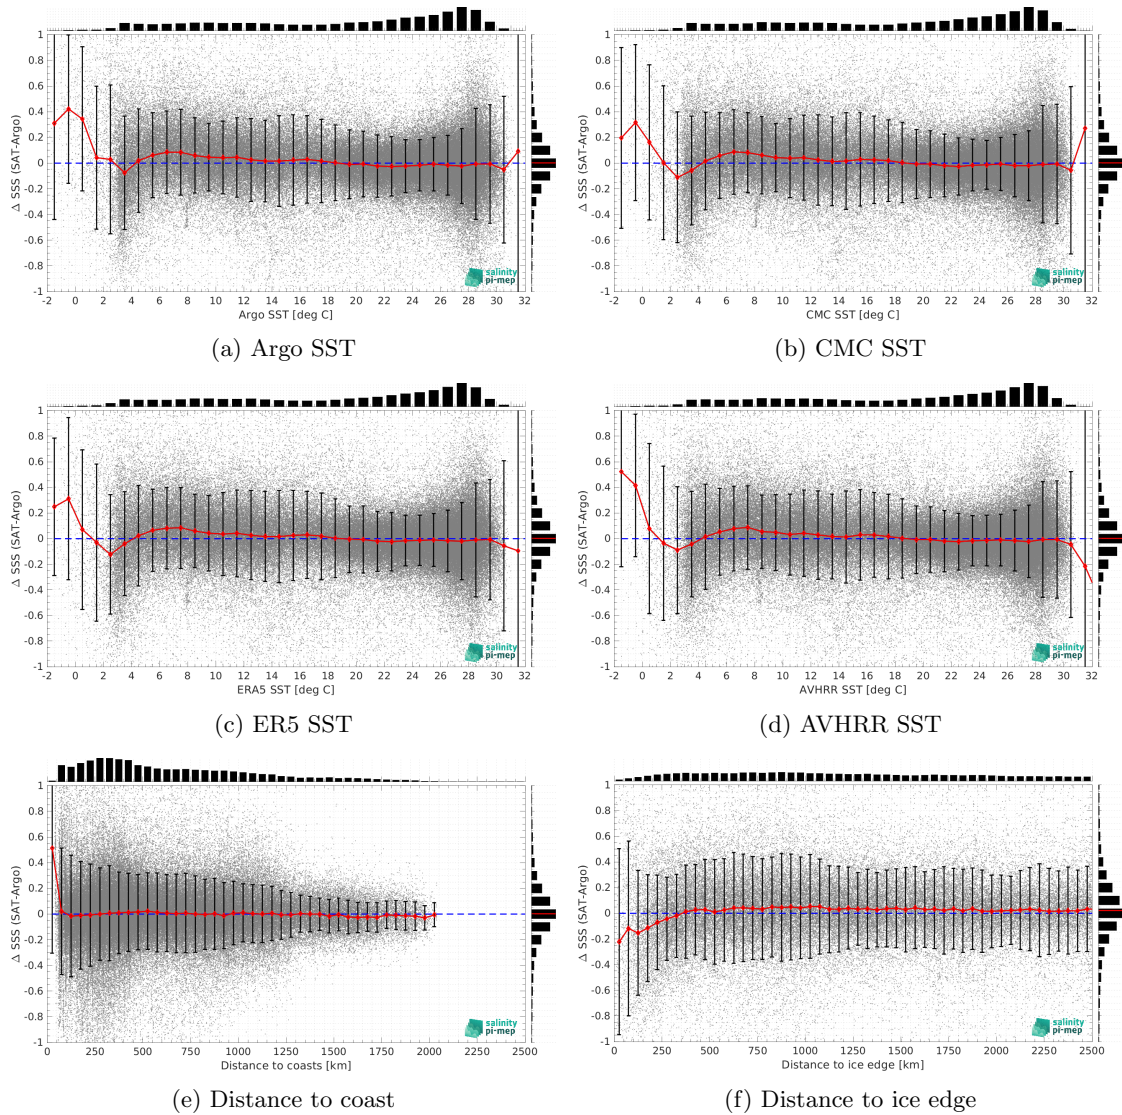 1
0.8
0.6
0.4
0.2
0
-0.2
-0.4
-0.6
-0.8
-1
Δ SSS (SAT-Argo)
salinity
pi-mep
-2 0 2 4 6 8 10 12 14 16 18 20 22 24 26 28 30 32
Argo SST [deg C]
(a) Argo SST
1
0.8
0.6
0.4
0.2
0
-0.2
-0.4
-0.6
-0.8
-1
Δ SSS (SAT-Argo)
salinity
pi-mep
-2 0 2 4 6 8 10 12 14 16 18 20 22 24 26 28 30 32
CMC SST [deg C]
(b) CMC SST
1
0.8
0.6
0.4
0.2
0
-0.2
-0.4
-0.6
-0.8
-1
Δ SSS (SAT-Argo)
salinity
pi-mep
-2 0 2 4 6 8 10 12 14 16 18 20 22 24 26 28 30 32
ERA5 SST [deg C]
(c) ER5 SST
1
0.8
0.6
0.4
0.2
0
-0.2
-0.4
-0.6
-0.8
-1
Δ SSS (SAT-Argo)
salinity
pi-mep
-2 0 2 4 6 8 10 12 14 16 18 20 22 24 26 28 30 32
AVHRR SST [deg C]
(d) AVHRR SST
1
0.8
0.6
0.4
0.2
0
-0.2
-0.4
-0.6
-0.8
-1
Δ SSS (SAT-Argo)
salinity
pi-mep
0 250 500 750 1000 1250 1500 1750 2000 2250 2500
Distance to coasts [km]
(e) Distance to coast
1
0.8
0.6
0.4
0.2
0
-0.2
-0.4
-0.6
-0.8
-1
Δ SSS (SAT-Argo)
salinity
pi-mep
0 250 500 750 1000 1250 1500 1750 2000 2250 2500
Distance to ice edge [km]
(f) Distance to ice edge